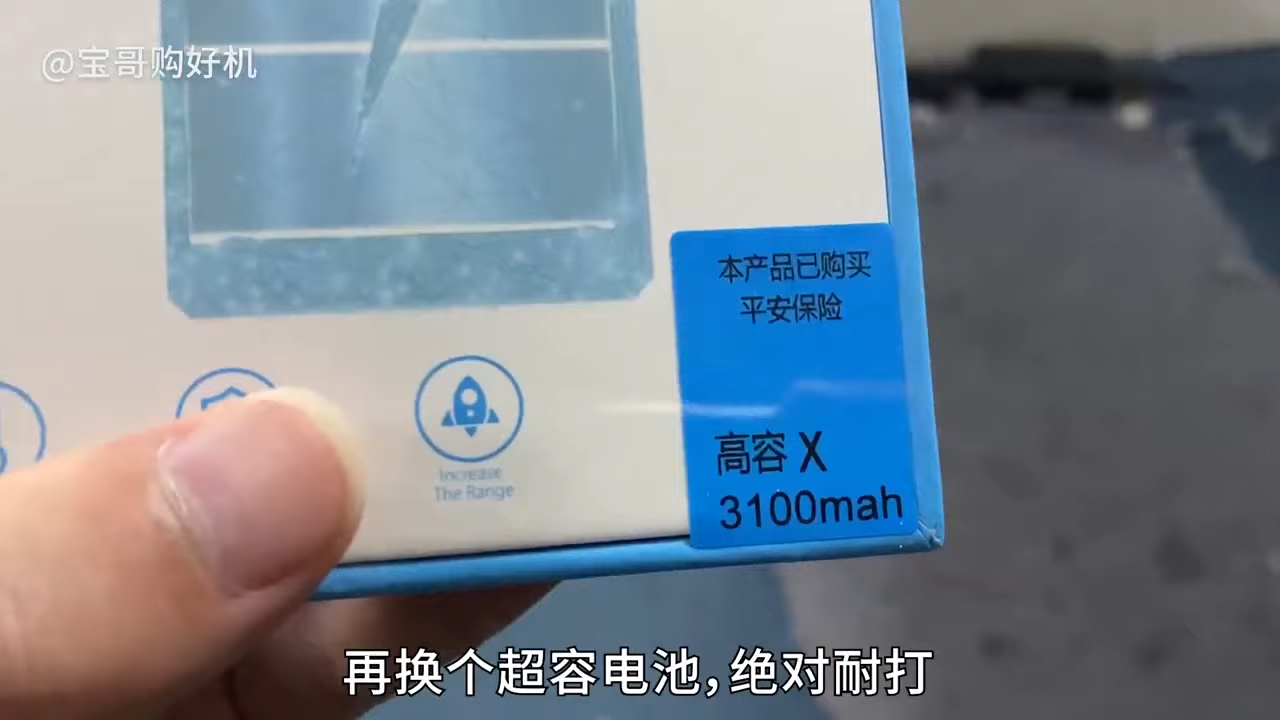 @宝哥购好机
本产品已购买
平安保险
高容 X
3100mah
Increase
The Range
再换个超容电池,绝对耐打